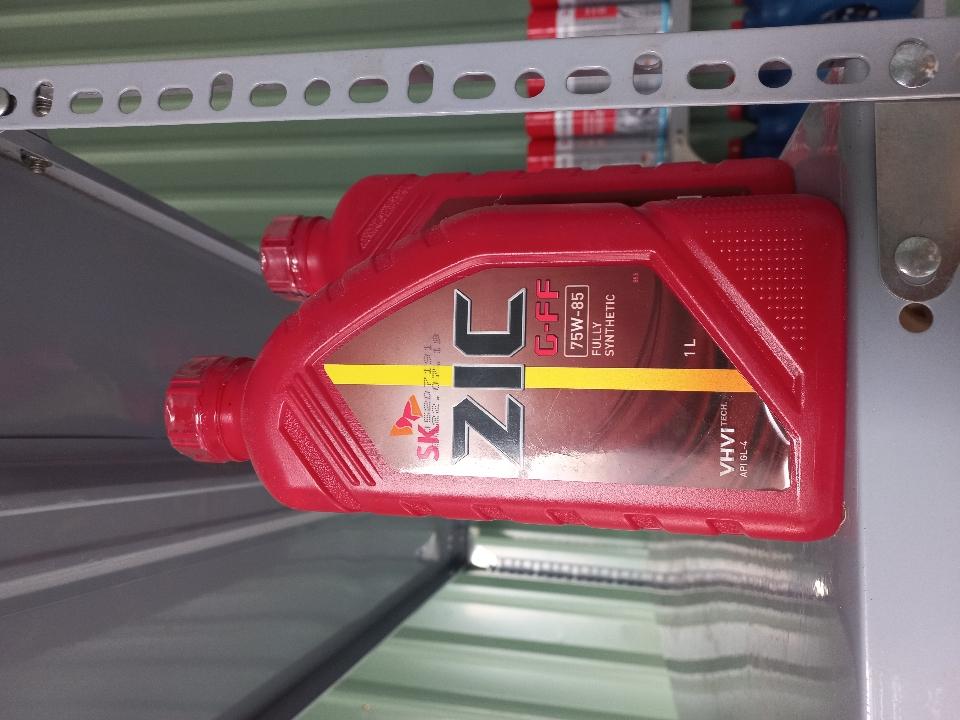 SK
ZIC
G-FF
75W-85
FULLY
SYNTHETIC
1L
VHVI TECH.
API GL-4